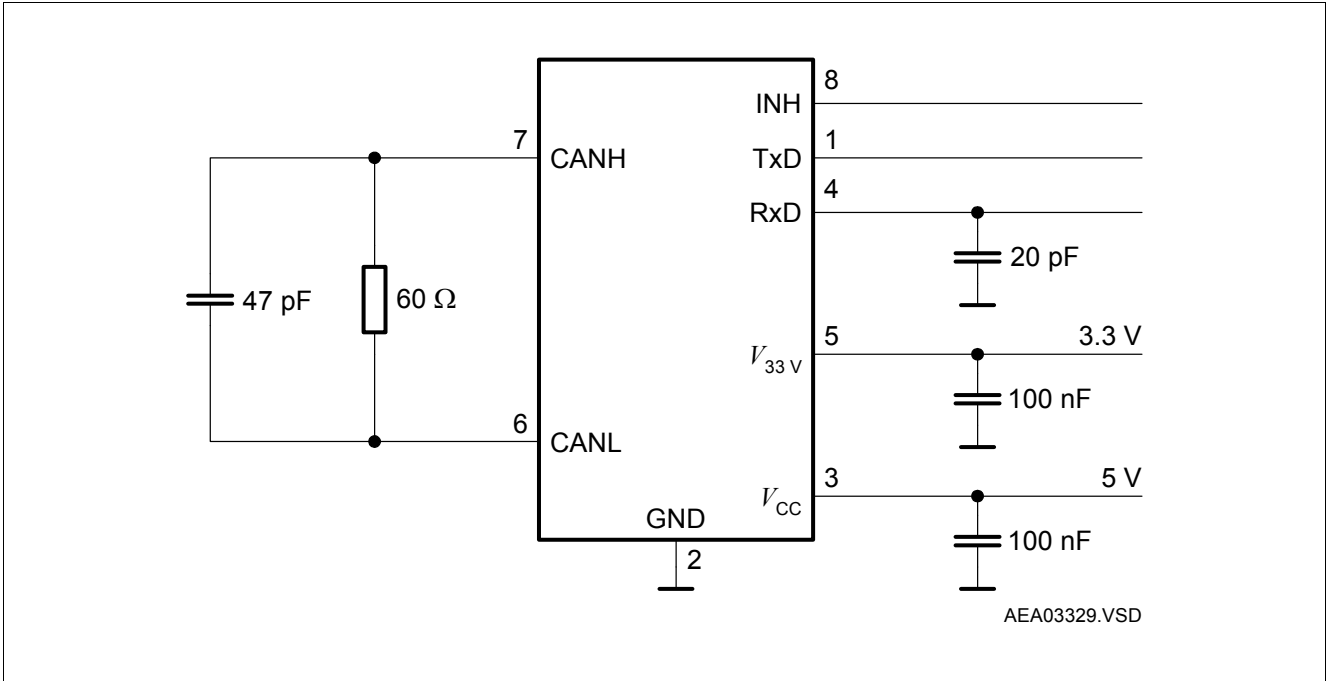 8
INH
7
CANH
1
TxD
4
RxD
20 pF
47 pF
60 Ω
5
3.3 V
V33 V
100 nF
6
CANL
3
5 V
VCC
GND
100 nF
2
AEA03329.VSD